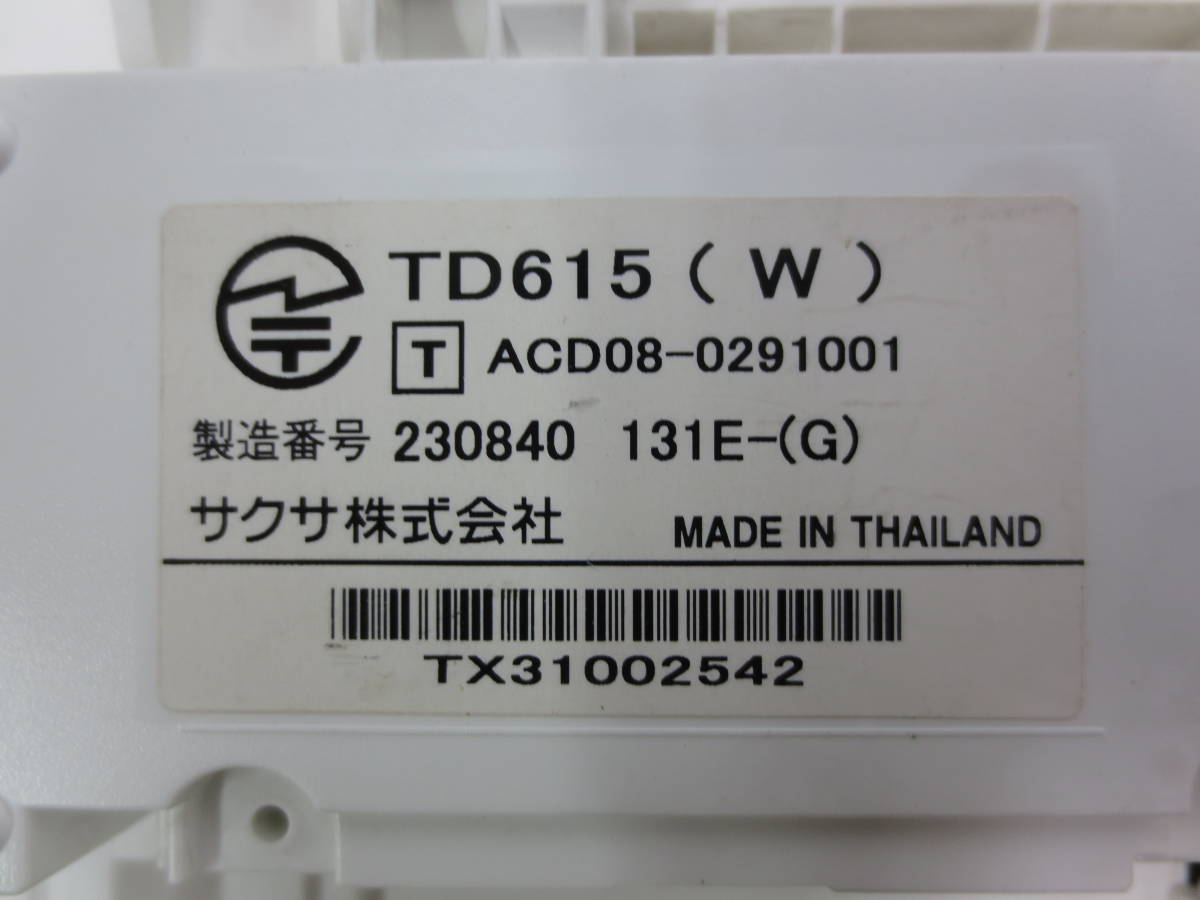 TD615 ( W )
T ACD08-0291001
製造番号 230840 131E-(G)
サクサ株式会社 MADE IN THAILAND
TX31002542